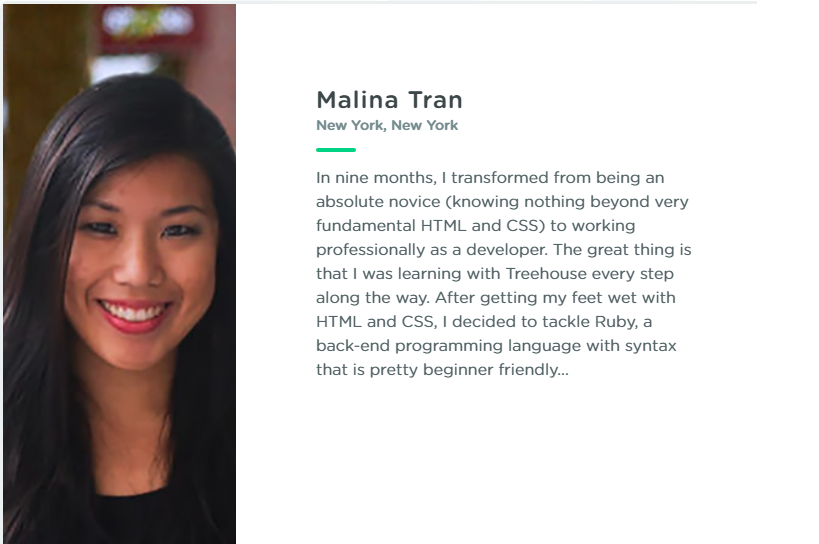 Malina Tran
New York, New York
In nine months, I transformed from being an
absolute novice (knowing nothing beyond very
fundamental HTML and CSS) to working
professionally as a developer. The great thing is
that I was learning with Treehouse every step
along the way. After getting my feet wet with
HTML and CSS, I decided to tackle Ruby, a
back-end programming language with syntax
that is pretty beginner friendly...